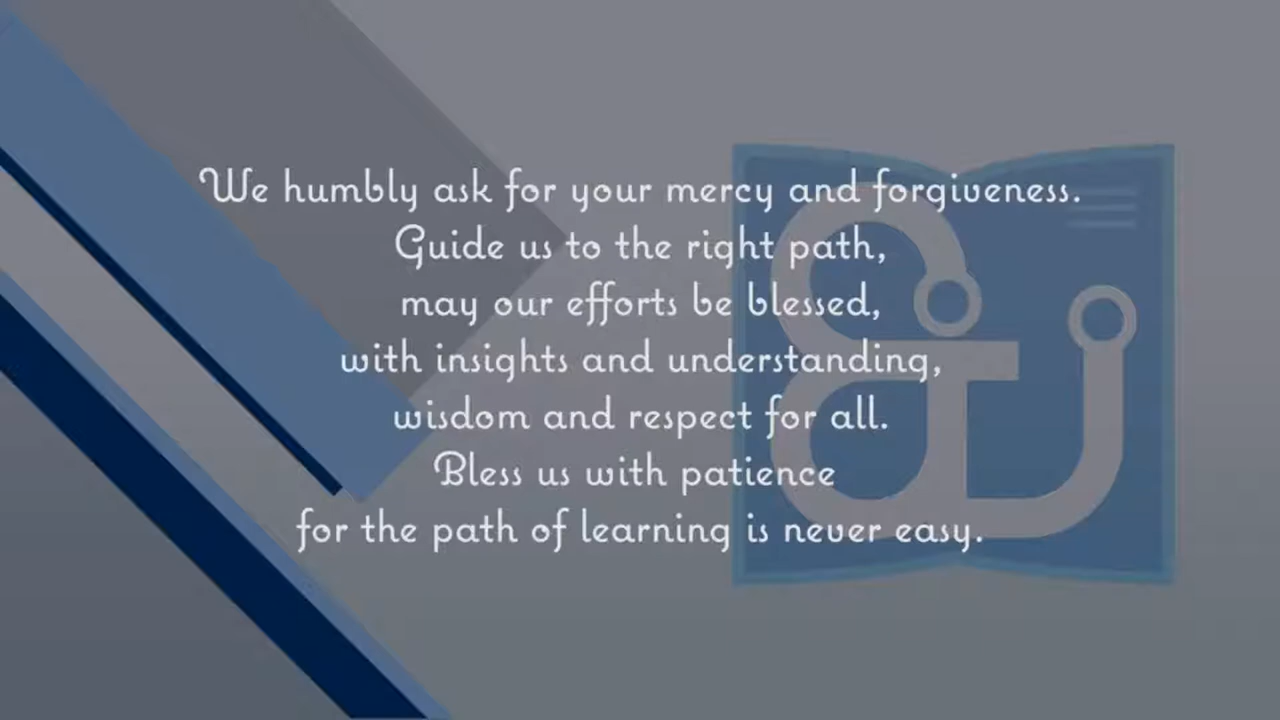 We humbly ask for your mercy and forgiveness.
Guide us to the right path,
may our efforts be blessed,
with insights and understanding,
wisdom and respect for all.
Bless us with patience
for the path of learning is never easy.